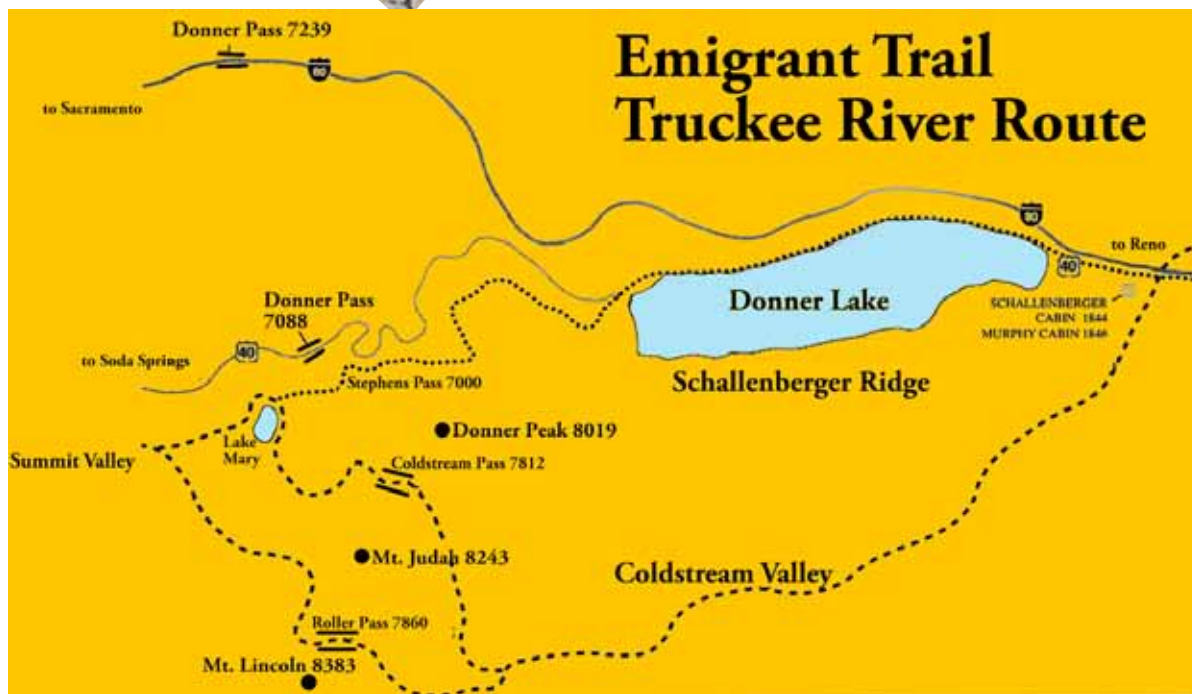 Donner Pass 7239
80
to Sacramento
Emigrant Trail
Truckee River Route
80
to Reno
40
Donner Lake
SCHALLENBERGER
CABIN 1844
MURPHY CABIN 1846
Donner Pass
7088
40
to Soda Springs
Stephens Pass 7000
Schallenberger Ridge
Lake
Mary
Donner Peak 8019
Summit Valley
Coldstream Pass 7812
Mt. Judah 8243
Coldstream Valley
Roller Pass 7860
Mt. Lincoln 8383